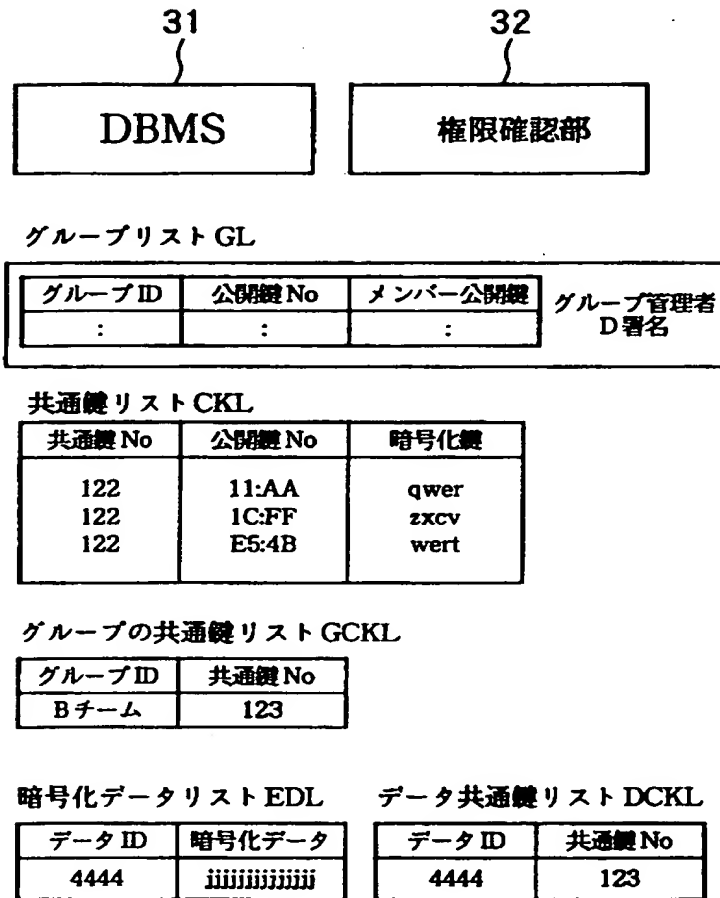 31 32
DBMS 権限確認部
グループリスト GL
グループ ID 公開鍵 No メンバー公開鍵 グループ管理者
: : : D 署名
共通鍵リスト CKL
共通鍵 No 公開鍵 No 暗号化鍵
122 11:AA qwer
122 1C:FF zxcv
122 E5:4B wert
グループの共通鍵リスト GCKL
グループ ID 共通鍵 No
B チーム 123
暗号化データリスト EDL データ共通鍵リスト DCKL
データ ID 暗号化データ データ ID 共通鍵 No
4444 jjjjjjjjjjjjjj 4444 123